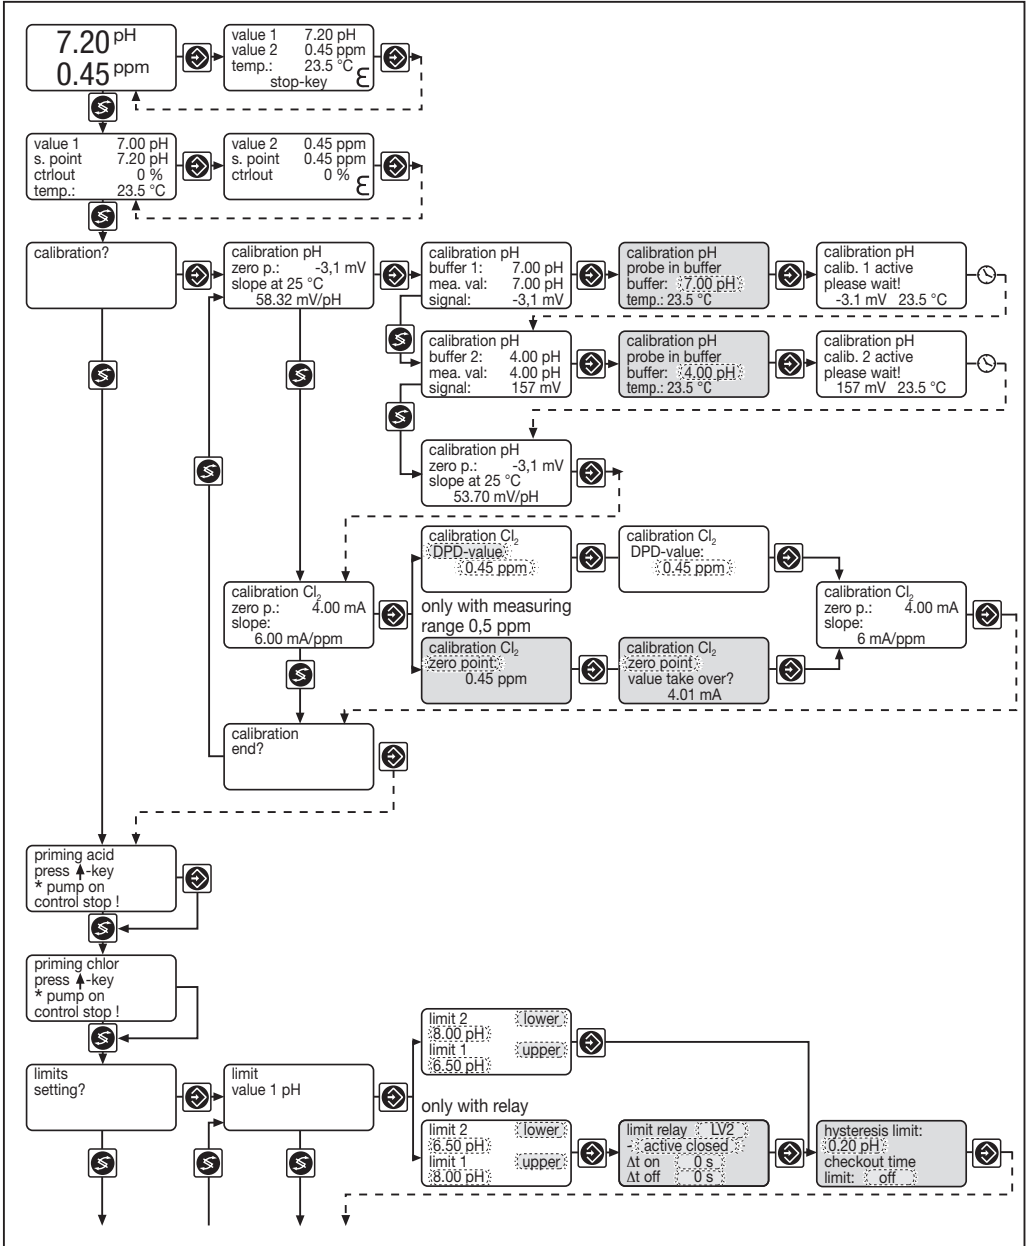 7.20 pH
0.45 ppm
value 1 7.20 pH
value 2 0.45 ppm
temp.: 23.5 °C
stop-key Ɛ
value 1 7.00 pH
s. point 7.20 pH
ctrlout 0 %
temp.: 23.5 °C
value 2 0.45 ppm
s. point 0.45 ppm
ctrlout 0 % Ɛ
calibration?
calibration pH
zero p.: -3,1 mV
slope at 25 °C
58.32 mV/pH
calibration pH
buffer 1: 7.00 pH
mea. val: 7.00 pH
signal: -3,1 mV
calibration pH
probe in buffer
buffer: 7.00 pH
temp.: 23.5 °C
calibration pH
calib. 1 active
please wait!
-3.1 mV 23.5 °C
calibration pH
buffer 2: 4.00 pH
mea. val: 4.00 pH
signal: 157 mV
calibration pH
probe in buffer
buffer: 4.00 pH
temp.: 23.5 °C
calibration pH
calib. 2 active
please wait!
157 mV 23.5 °C
calibration pH
zero p.: -3,1 mV
slope at 25 °C
53.70 mV/pH
calibration Cl₂
zero p.: 4.00 mA
slope:
6.00 mA/ppm
calibration Cl₂
DPD-value
0.45 ppm
calibration Cl₂
DPD-value:
0.45 ppm
only with measuring
range 0,5 ppm
calibration Cl₂
zero point:
0.45 ppm
calibration Cl₂
zero point
value take over?
4.01 mA
calibration Cl₂
zero p.: 4.00 mA
slope:
6 mA/ppm
calibration
end?
priming acid
press ↑-key
* pump on
control stop !
priming chlor
press ↑-key
* pump on
control stop !
limits
setting?
limit
value 1 pH
limit 2 lower
8.00 pH
limit 1 upper
6.50 pH
only with relay
limit 2 lower
6.50 pH
limit 1 upper
8.00 pH
limit relay LV2
- active closed
Δt on 0 s
Δt off 0 s
hysteresis limit:
0.20 pH
checkout time
limit: off